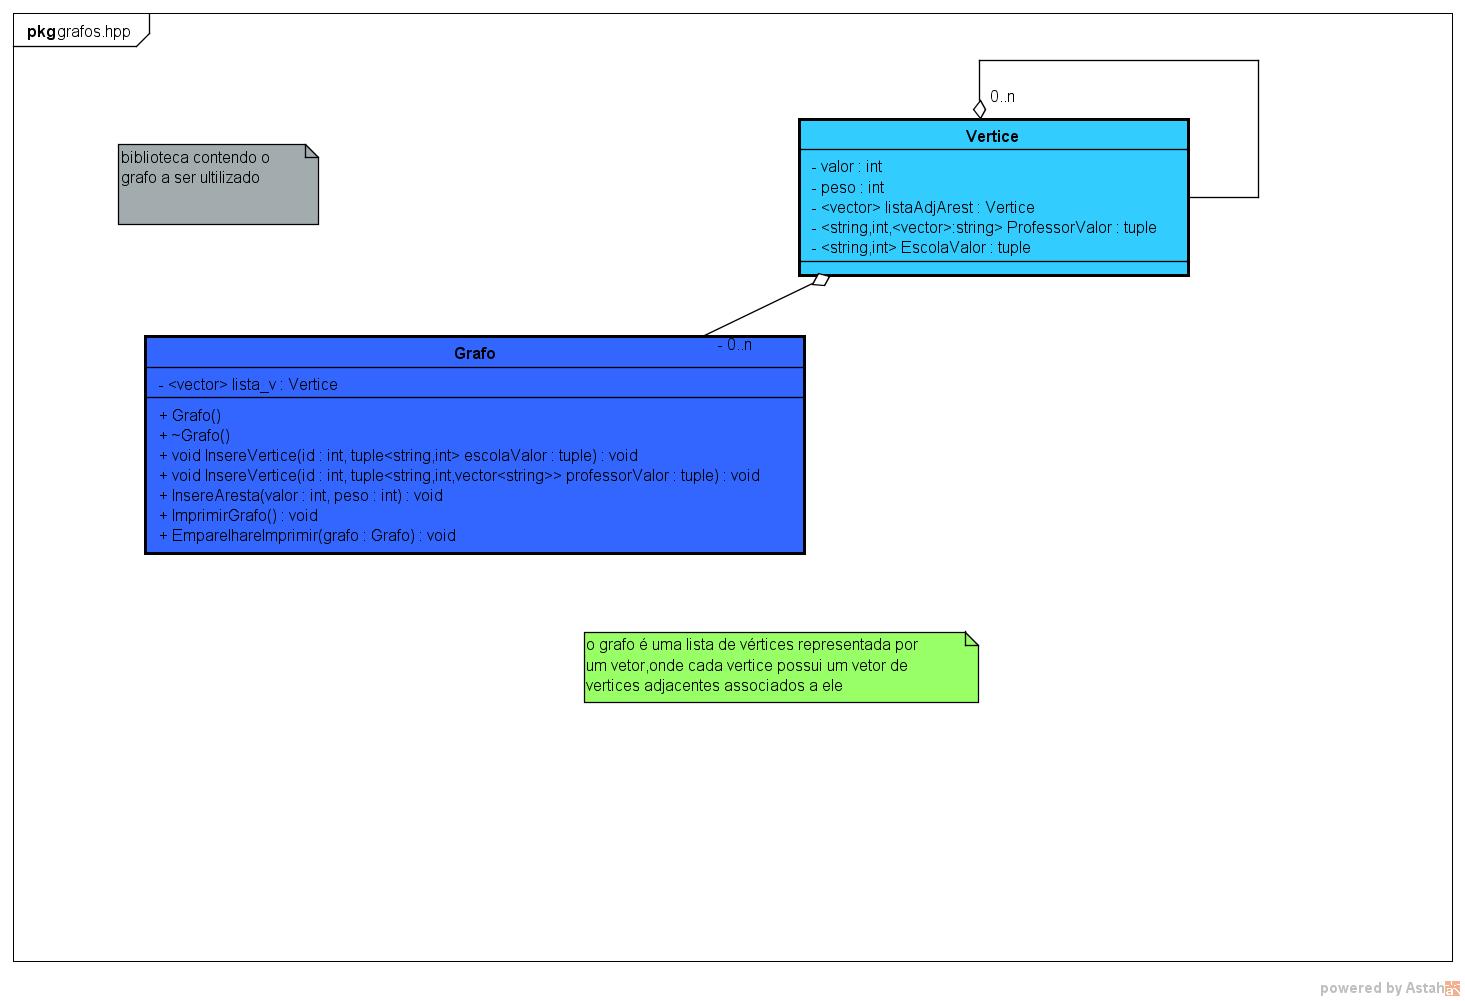 pkg grafos.hpp
biblioteca contendo o
grafo a ser ultilizado
0..n
Vertice
- valor : int
- peso : int
- <vector> listaAdjArest : Vertice
- <string,int,<vector>:string> ProfessorValor : tuple
- <string,int> EscolaValor : tuple
- 0..n
Grafo
- <vector> lista_v : Vertice
+ Grafo()
+ ~Grafo()
+ void InsereVertice(id : int, tuple<string,int> escolaValor : tuple) : void
+ void InsereVertice(id : int, tuple<string,int,vector<string>> professorValor : tuple) : void
+ InsereAresta(valor : int, peso : int) : void
+ ImprimirGrafo() : void
+ EmparelhareImprimir(grafo : Grafo) : void
o grafo é uma lista de vértices representada por
um vetor,onde cada vertice possui um vetor de
vertices adjacentes associados a ele
powered by Astah